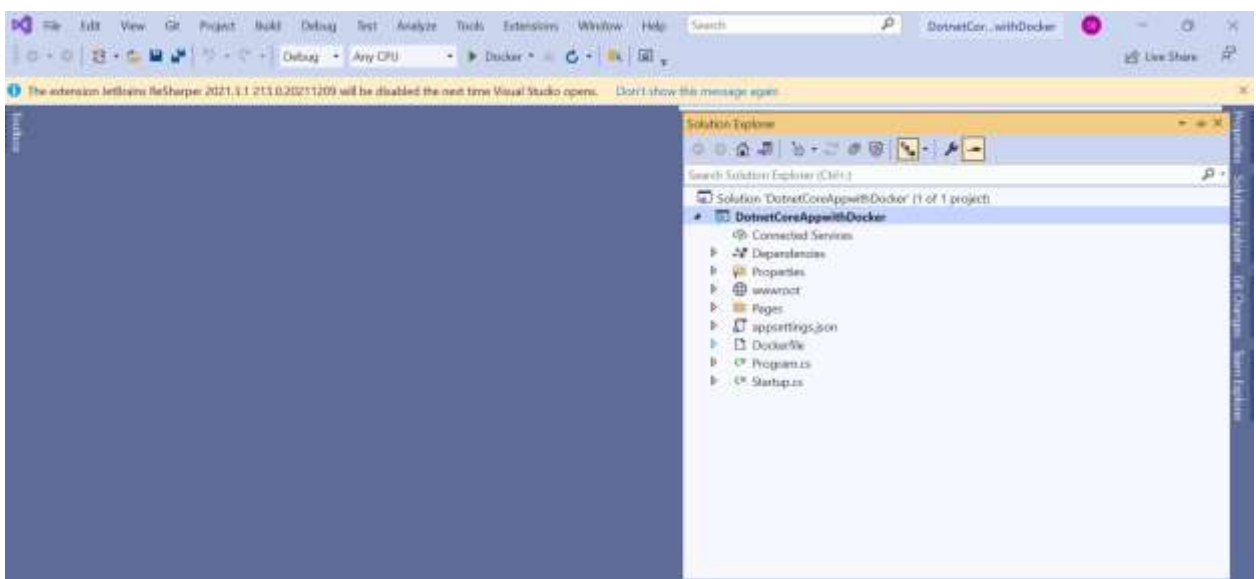 File Edit View Git Project Build Debug Test Analyze Tools Extensions Window Help Search DotnetCor...withDocker
Debug Any CPU Docker Live Share
The extension JetBrains ReSharper 2021.3.1 213.0.20211209 will be disabled the next time Visual Studio opens. Don't show this message again
Toolbox
Solution Explorer
Search Solution Explorer (Ctrl+;)
Solution 'DotnetCoreAppwithDocker' (1 of 1 project)
DotnetCoreAppwithDocker
Connected Services
Dependencies
Properties
wwwroot
Pages
appsettings.json
Dockerfile
C# Program.cs
C# Startup.cs
Properties
Solution Explorer
Git Changes
Team Explorer